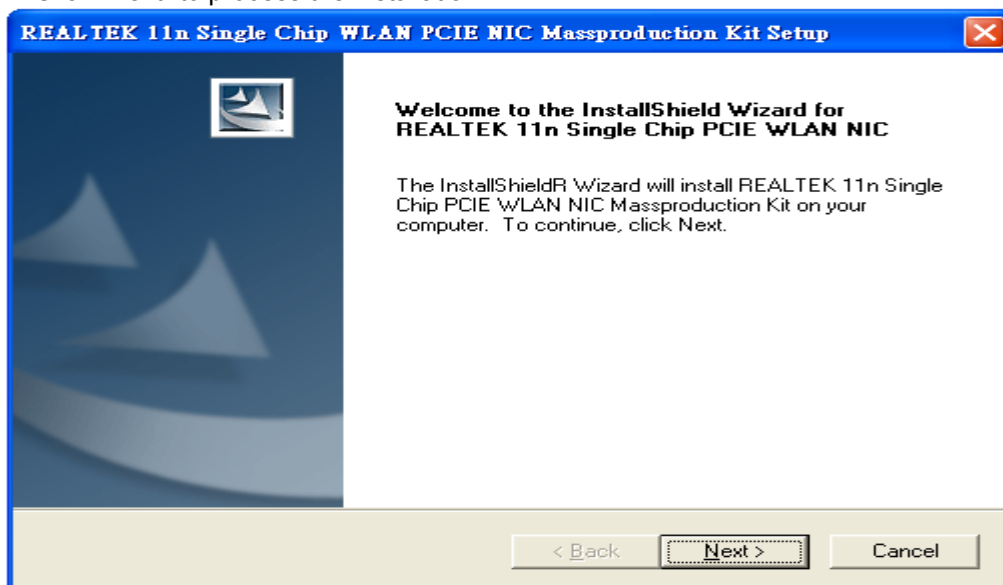 REALTEK 11n Single Chip WLAN PCIE NIC Massproduction Kit Setup
Welcome to the InstallShield Wizard for
REALTEK 11n Single Chip PCIE WLAN NIC
The InstallShieldR Wizard will install REALTEK 11n Single
Chip PCIE WLAN NIC Massproduction Kit on your
computer. To continue, click Next.
< Back
Next >
Cancel